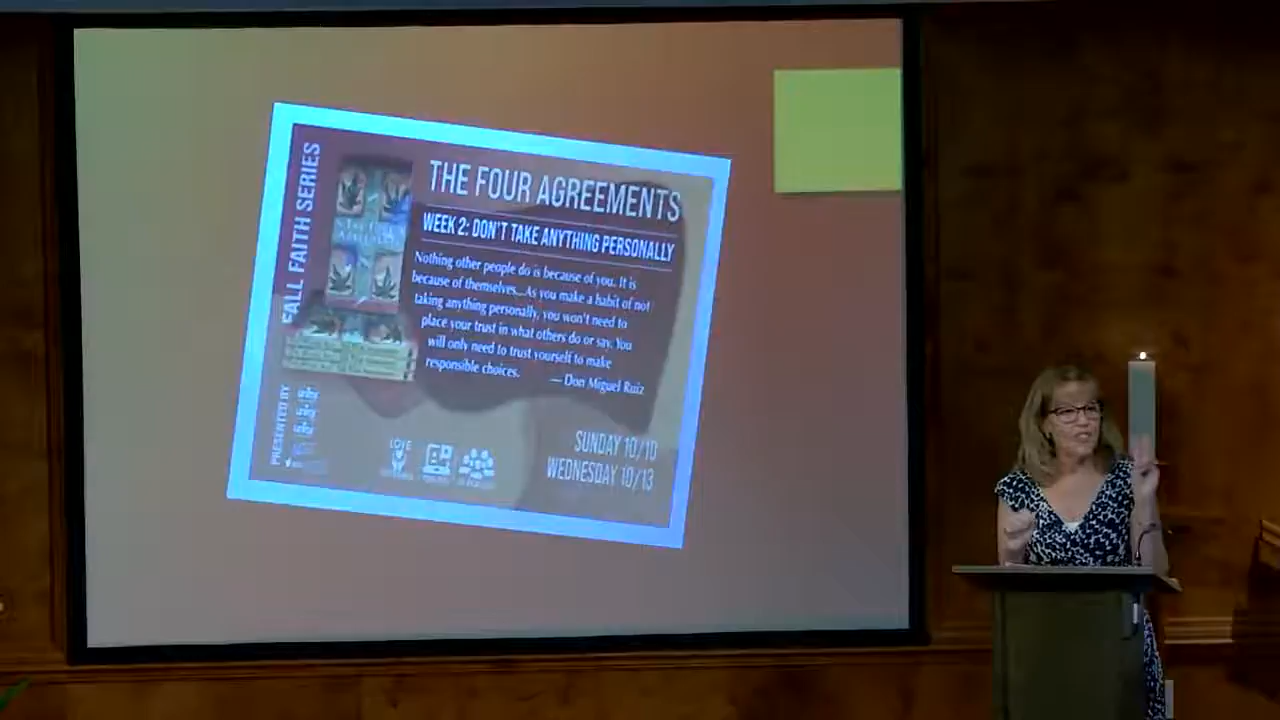 FALL FAITH SERIES
THE FOUR AGREEMENTS
WEEK 2: DON'T TAKE ANYTHING PERSONALLY
Nothing other people do is because of you. It is
because of themselves...As you make a habit of not
taking anything personally, you won't need to
place your trust in what others do or say. You
will only need to trust yourself to make
responsible choices.
— Don Miguel Ruiz
PRESENTED BY
LOVE
SUNDAY 10/10
WEDNESDAY 10/13